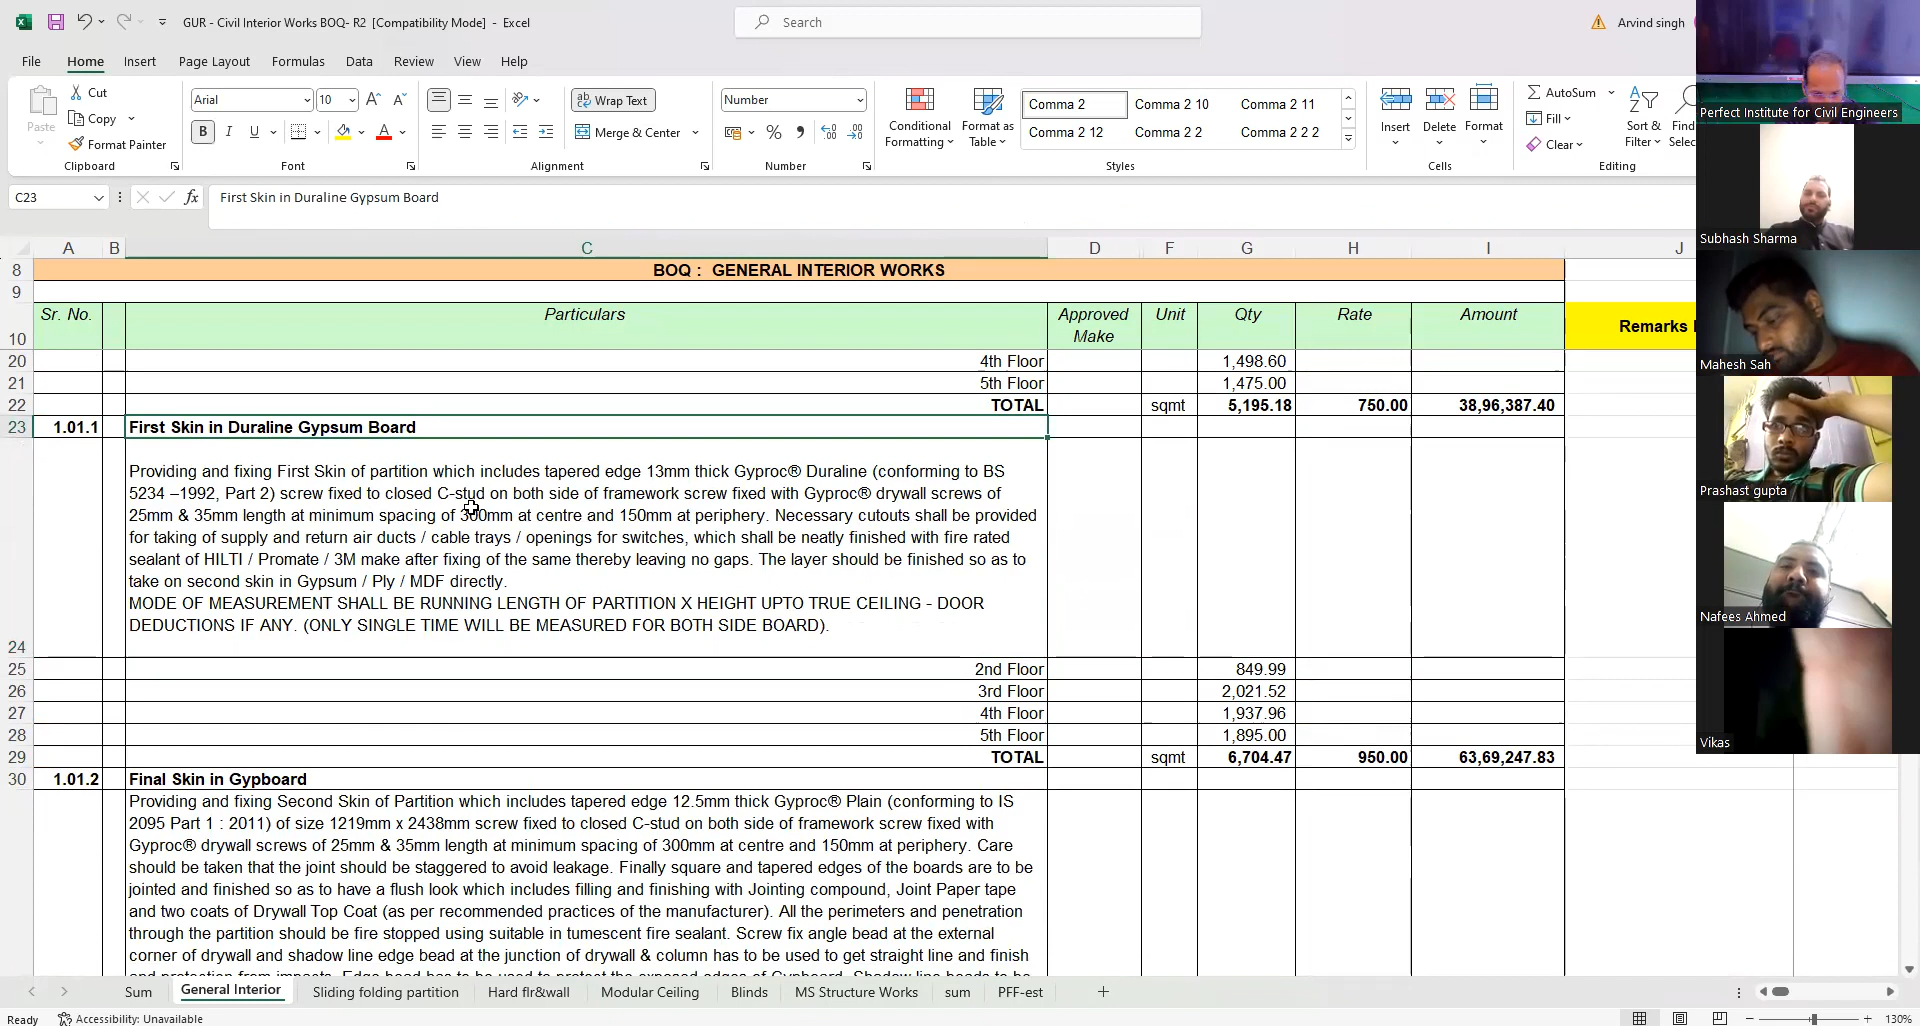 GUR - Civil Interior Works BOQ- R2 [Compatibility Mode] - Excel
Search
Arvind singh
File Home Insert Page Layout Formulas Data Review View Help
Paste
Cut
Copy
Format Painter
Clipboard
Arial 10
B I U
Font
Wrap Text
Merge & Center
Alignment
Number
Number
Conditional Formatting
Format as Table
Comma 2 Comma 2 10 Comma 2 11
Comma 2 12 Comma 2 2 Comma 2 2 2
Styles
Insert Delete Format
Cells
AutoSum
Fill
Clear
Sort & Filter
Editing
C23 fx First Skin in Duraline Gypsum Board
A B C D F G H I J
8 BOQ : GENERAL INTERIOR WORKS
9
10 Sr. No. Particulars Approved Make Unit Qty Rate Amount Remarks
20 4th Floor 1,498.60
21 5th Floor 1,475.00
22 TOTAL sqmt 5,195.18 750.00 38,96,387.40
23 1.01.1 First Skin in Duraline Gypsum Board
Providing and fixing First Skin of partition which includes tapered edge 13mm thick Gyproc® Duraline (conforming to BS
5234 –1992, Part 2) screw fixed to closed C-stud on both side of framework screw fixed with Gyproc® drywall screws of
25mm & 35mm length at minimum spacing of 300mm at centre and 150mm at periphery. Necessary cutouts shall be provided
for taking of supply and return air ducts / cable trays / openings for switches, which shall be neatly finished with fire rated
sealant of HILTI / Promate / 3M make after fixing of the same thereby leaving no gaps. The layer should be finished so as to
take on second skin in Gypsum / Ply / MDF directly.
MODE OF MEASUREMENT SHALL BE RUNNING LENGTH OF PARTITION X HEIGHT UPTO TRUE CEILING - DOOR
DEDUCTIONS IF ANY. (ONLY SINGLE TIME WILL BE MEASURED FOR BOTH SIDE BOARD).
24
25 2nd Floor 849.99
26 3rd Floor 2,021.52
27 4th Floor 1,937.96
28 5th Floor 1,895.00
29 TOTAL sqmt 6,704.47 950.00 63,69,247.83
30 1.01.2 Final Skin in Gypboard
Providing and fixing Second Skin of Partition which includes tapered edge 12.5mm thick Gyproc® Plain (conforming to IS
2095 Part 1 : 2011) of size 1219mm x 2438mm screw fixed to closed C-stud on both side of framework screw fixed with
Gyproc® drywall screws of 25mm & 35mm length at minimum spacing of 300mm at centre and 150mm at periphery. Care
should be taken that the joint should be staggered to avoid leakage. Finally square and tapered edges of the boards are to be
jointed and finished so as to have a flush look which includes filling and finishing with Jointing compound, Joint Paper tape
and two coats of Drywall Top Coat (as per recommended practices of the manufacturer). All the perimeters and penetration
through the partition should be fire stopped using suitable in tumescent fire sealant. Screw fix angle bead at the external
corner of drywall and shadow line edge bead at the junction of drywall & column has to be used to get straight line and finish
Perfect Institute for Civil Engineers
Subhash Sharma
Mahesh Sah
Prashast gupta
Nafees Ahmed
Vikas
Sum General Interior Sliding folding partition Hard flr&wall Modular Ceiling Blinds MS Structure Works sum PFF-est
Ready Accessibility: Unavailable 130%